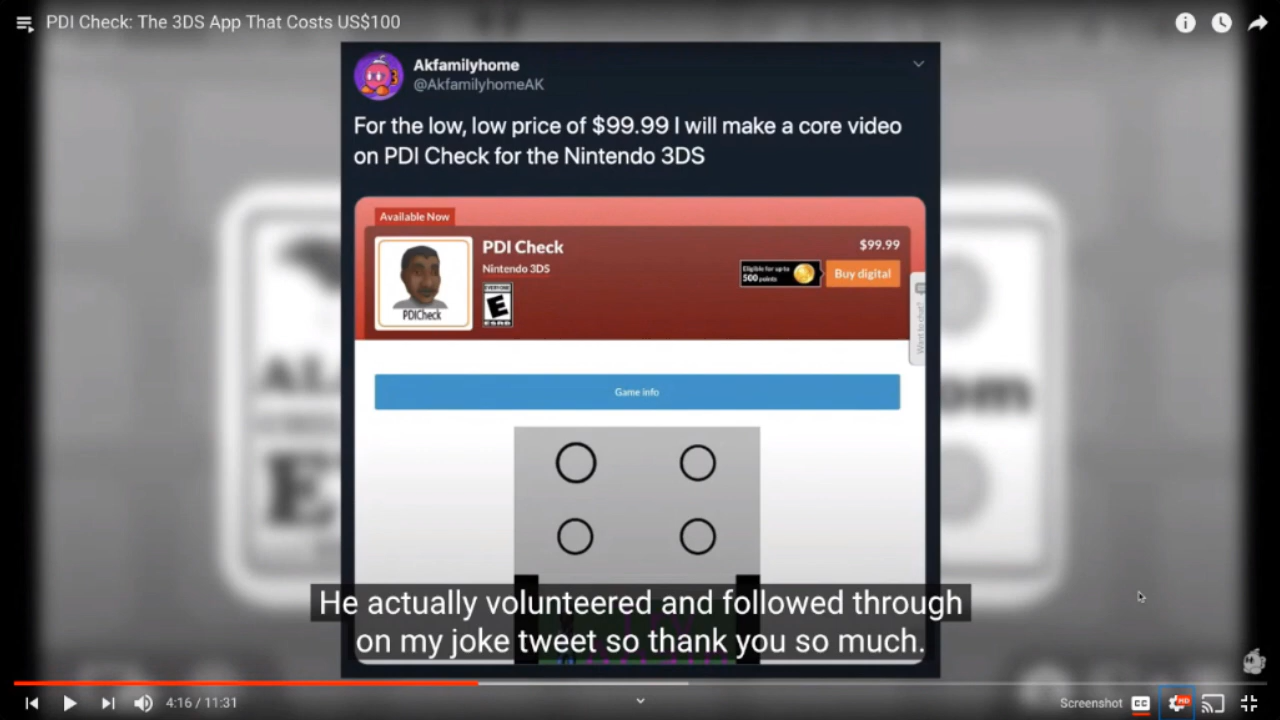 PDI Check: The 3DS App That Costs US$100
Akfamilyhome
@AkfamilyhomeAK
For the low, low price of $99.99 I will make a core video
on PDI Check for the Nintendo 3DS
Available Now
PDI Check
$99.99
Nintendo 3DS
Eligible for up to
500 points
Buy digital
PDICheck
EVERYONE
E
ESRB
Want to chat?
Game info
He actually volunteered and followed through
on my joke tweet so thank you so much.
4:16 / 11:31
Screenshot
CC
HD